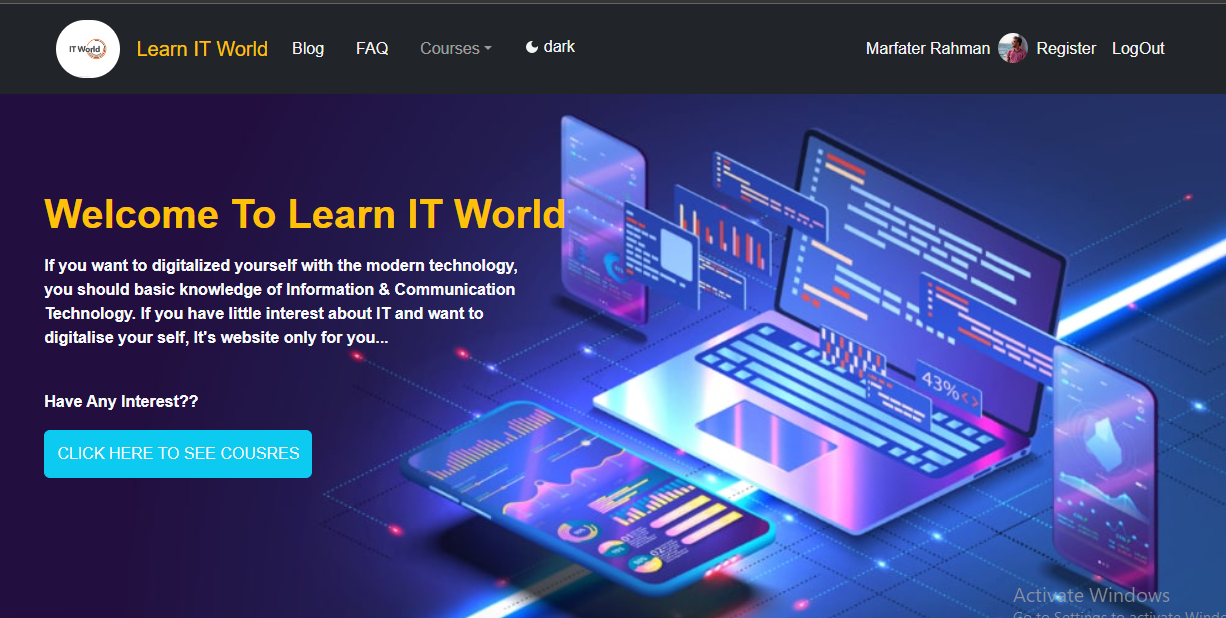 IT World
Learn IT World
Blog
FAQ
Courses
dark
Marfater Rahman
Register
LogOut
Welcome To Learn IT World
If you want to digitalized yourself with the modern technology,
you should basic knowledge of Information & Communication
Technology. If you have little interest about IT and want to
digitalise your self, It's website only for you...
Have Any Interest??
CLICK HERE TO SEE COUSRES
43%<>
Activate Windows
Go to Settings to activate Windo